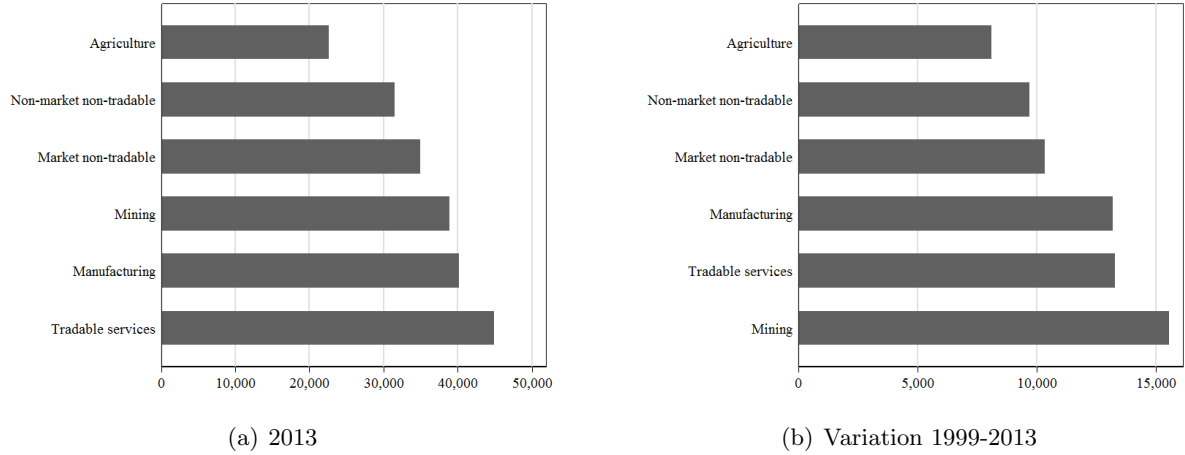 Agriculture
Non-market non-tradable
Market non-tradable
Mining
Manufacturing
Tradable services
0 10,000 20,000 30,000 40,000 50,000
(a) 2013
Agriculture
Non-market non-tradable
Market non-tradable
Manufacturing
Tradable services
Mining
0 5,000 10,000 15,000
(b) Variation 1999-2013